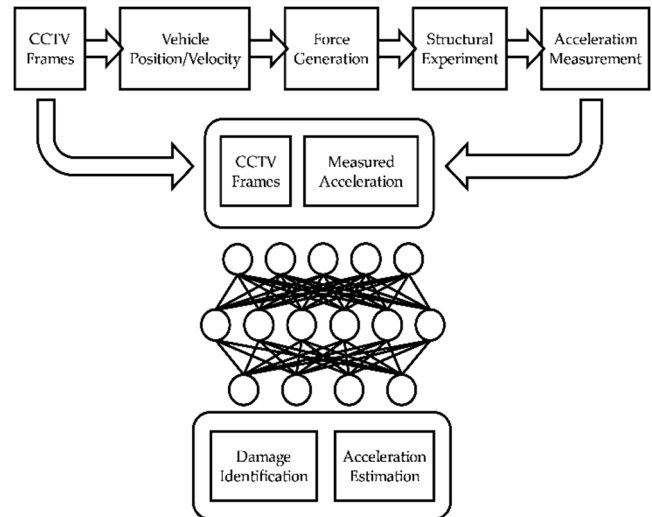 CCTV
Frames
Vehicle
Position/Velocity
Force
Generation
Structural
Experiment
Acceleration
Measurement
CCTV
Frames
Measured
Acceleration
Damage
Identification
Acceleration
Estimation